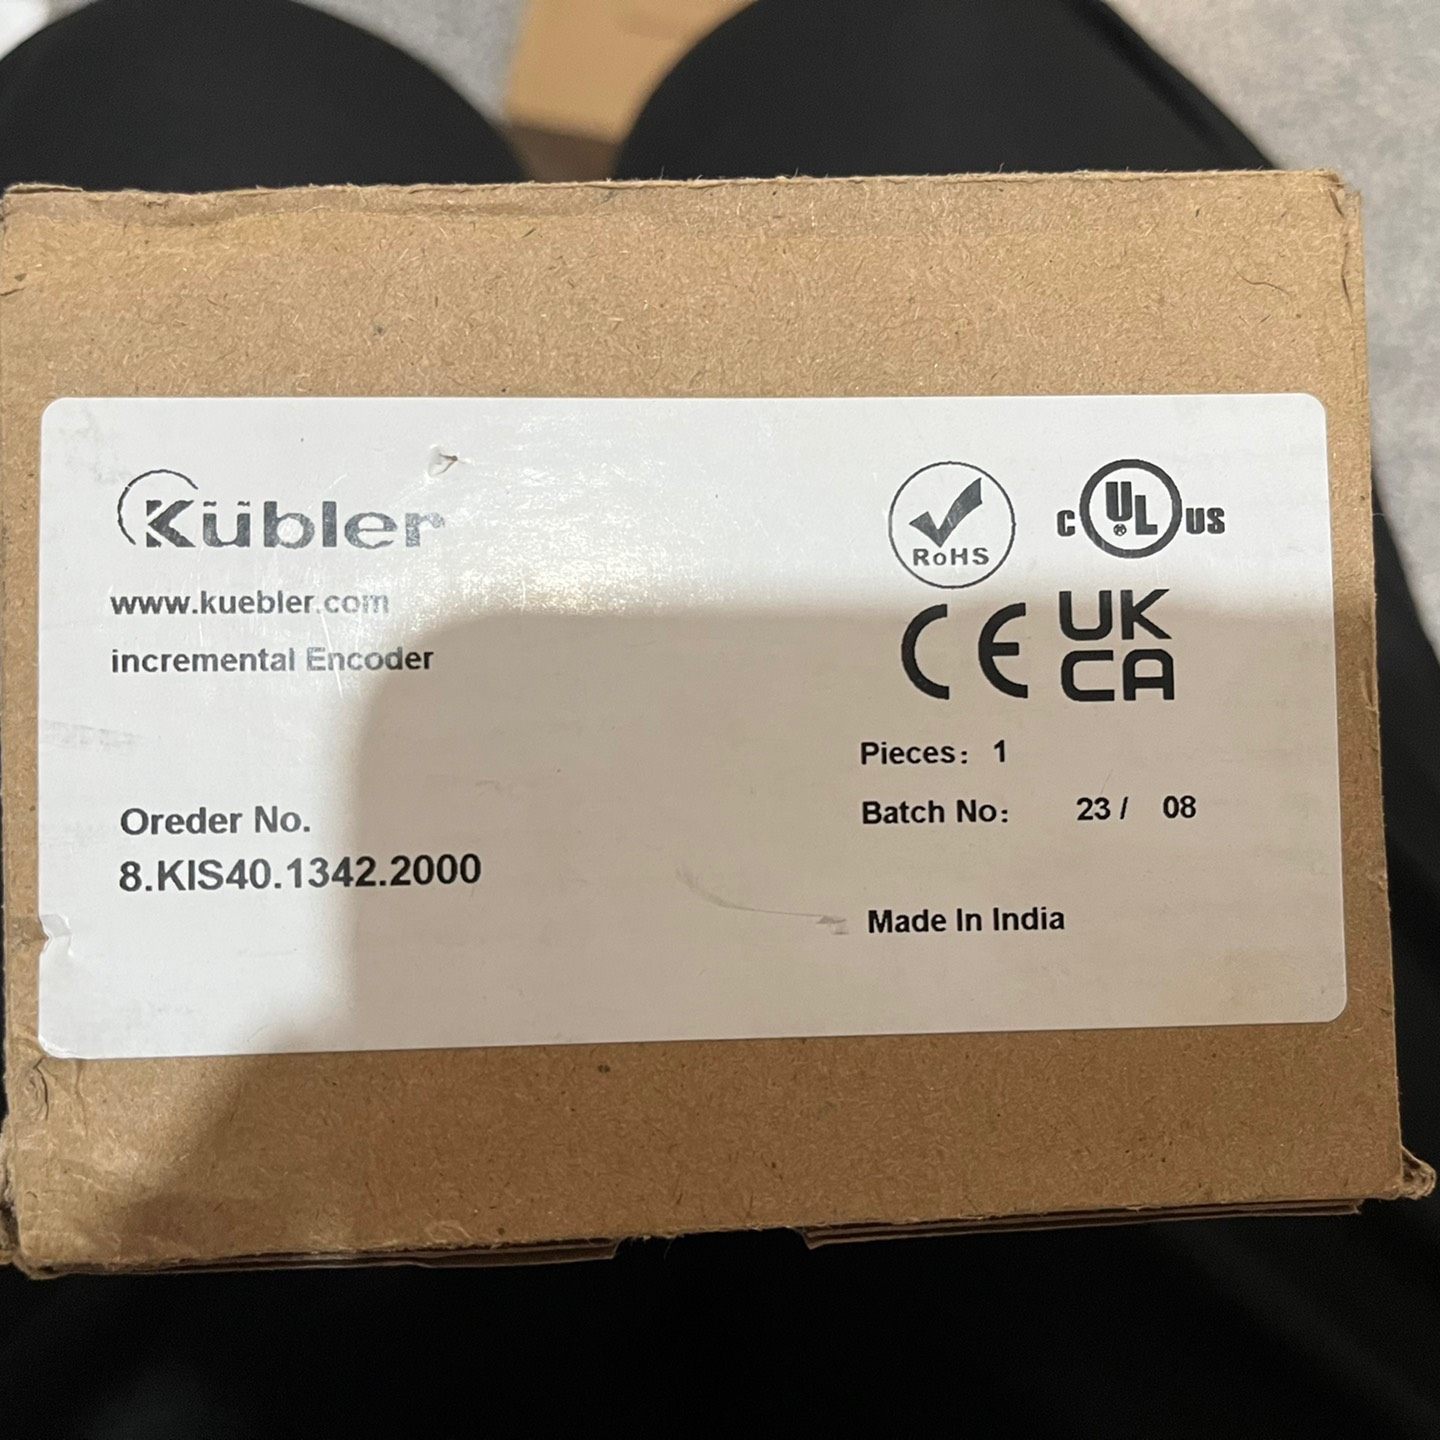 Kübler
www.kuebler.com
incremental Encoder
Oreder No.
8.KIS40.1342.2000
RoHS
c UL® US
CE
UK
CA
Pieces: 1
Batch No: 23 / 08
Made In India